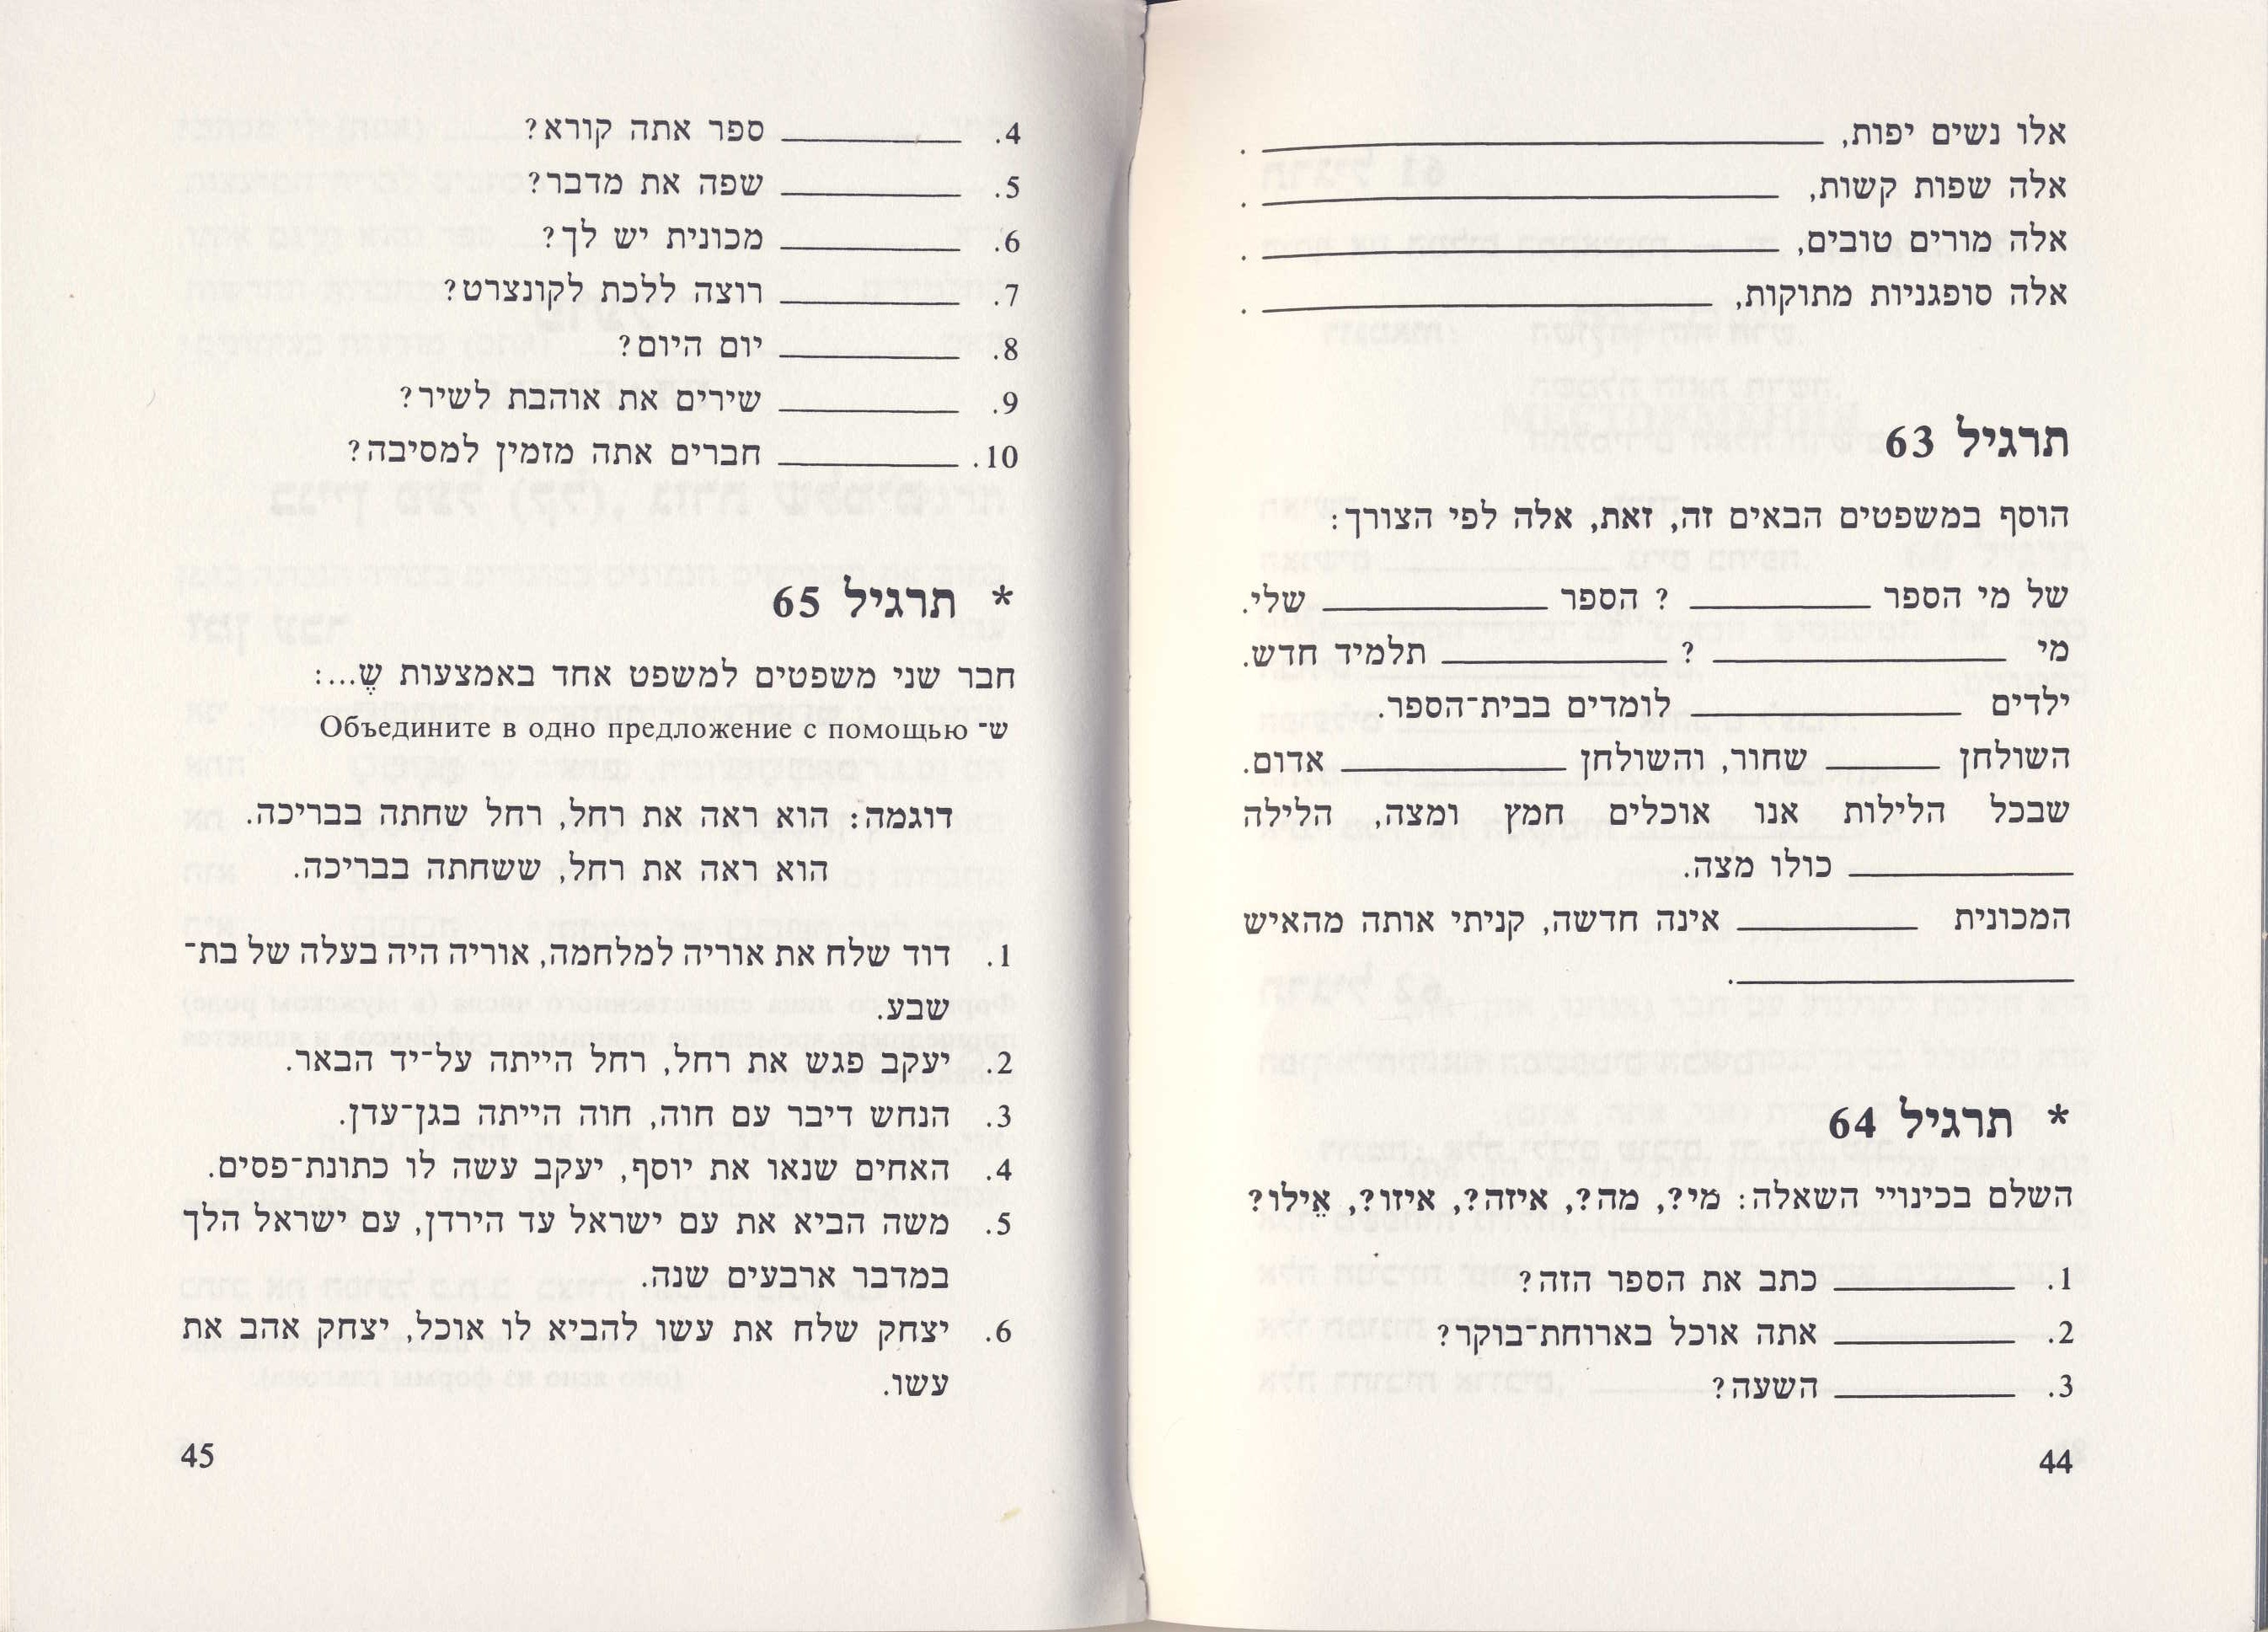 אלו נשים יפות, ____________ .
אלה שפות קשות, ____________ .
אלה מורים טובים, ____________ .
אלה סופגניות מתוקות, ____________ .
תרגיל 63
הוסף במשפטים הבאים זה, זאת, אלה לפי הצורך:
של מי הספר ________ ? הספר ________ שלי.
מי ________ ? ________ תלמיד חדש.
ילדים ________ לומדים בבית־הספר.
השולחן ________ שחור, והשולחן ________ אדום.
שבכל הלילות אנו אוכלים חמץ ומצה, הלילה
________ כולו מצה.
המכונית ________ אינה חדשה, קניתי אותה מהאיש
________.
* תרגיל 64
השלם בכינויי השאלה: מי?, מה?, איזה?, איזו?, אֵילו?
1. ________ כתב את הספר הזה?
2. ________ אתה אוכל בארוחת־בוקר?
3. ________ השעה?
44
4. ________ ספר אתה קורא?
5. ________ שפה את מדבר?
6. ________ מכונית יש לך?
7. ________ רוצה ללכת לקונצרט?
8. ________ יום היום?
9. ________ שירים את אוהבת לשיר?
10. ________ חברים אתה מזמין למסיבה?
* תרגיל 65
חבר שני משפטים למשפט אחד באמצעות שֶ...:
Объедините в одно предложение с помощью ש־
דוגמה: הוא ראה את רחל, רחל שחתה בבריכה.
הוא ראה את רחל, ששחתה בבריכה.
1. דוד שלח את אוריה למלחמה, אוריה היה בעלה של בת־
שבע.
2. יעקב פגש את רחל, רחל הייתה על־יד הבאר.
3. הנחש דיבר עם חוה, חוה הייתה בגן־עדן.
4. האחים שנאו את יוסף, יעקב עשה לו כתונת־פסים.
5. משה הביא את עם ישראל עד הירדן, עם ישראל הלך
במדבר ארבעים שנה.
6. יצחק שלח את עשו להביא לו אוכל, יצחק אהב את
עשו.
45